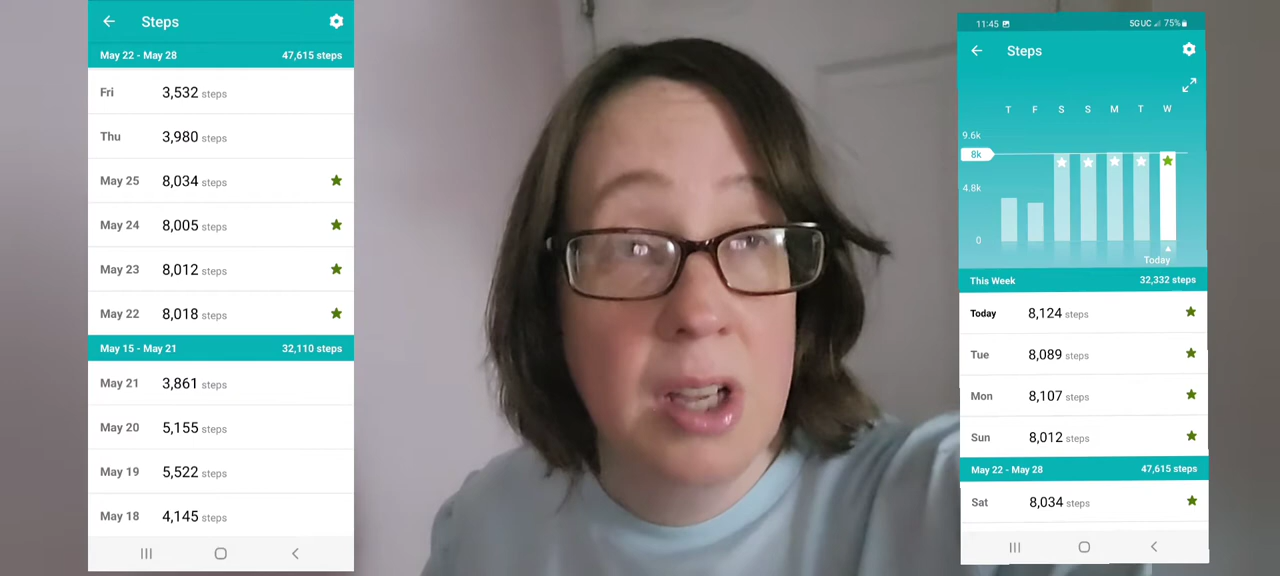 Steps
May 22 - May 28 47,615 steps
Fri 3,532 steps
Thu 3,980 steps
May 25 8,034 steps
May 24 8,005 steps
May 23 8,012 steps
May 22 8,018 steps
May 15 - May 21 32,110 steps
May 21 3,861 steps
May 20 5,155 steps
May 19 5,522 steps
May 18 4,145 steps
11:45 5GUC 75%
Steps
T F S S M T W
9.6k
8k
4.8k
0
Today
This Week 32,332 steps
Today 8,124 steps
Tue 8,089 steps
Mon 8,107 steps
Sun 8,012 steps
May 22 - May 28 47,615 steps
Sat 8,034 steps